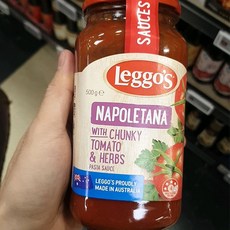 SAUCES
Leggo's
500g
NAPOLETANA
WITH CHUNKY
TOMATO
& HERBS
PASTA SAUCE
LEGGO'S PROUDLY
MADE IN AUSTRALIA